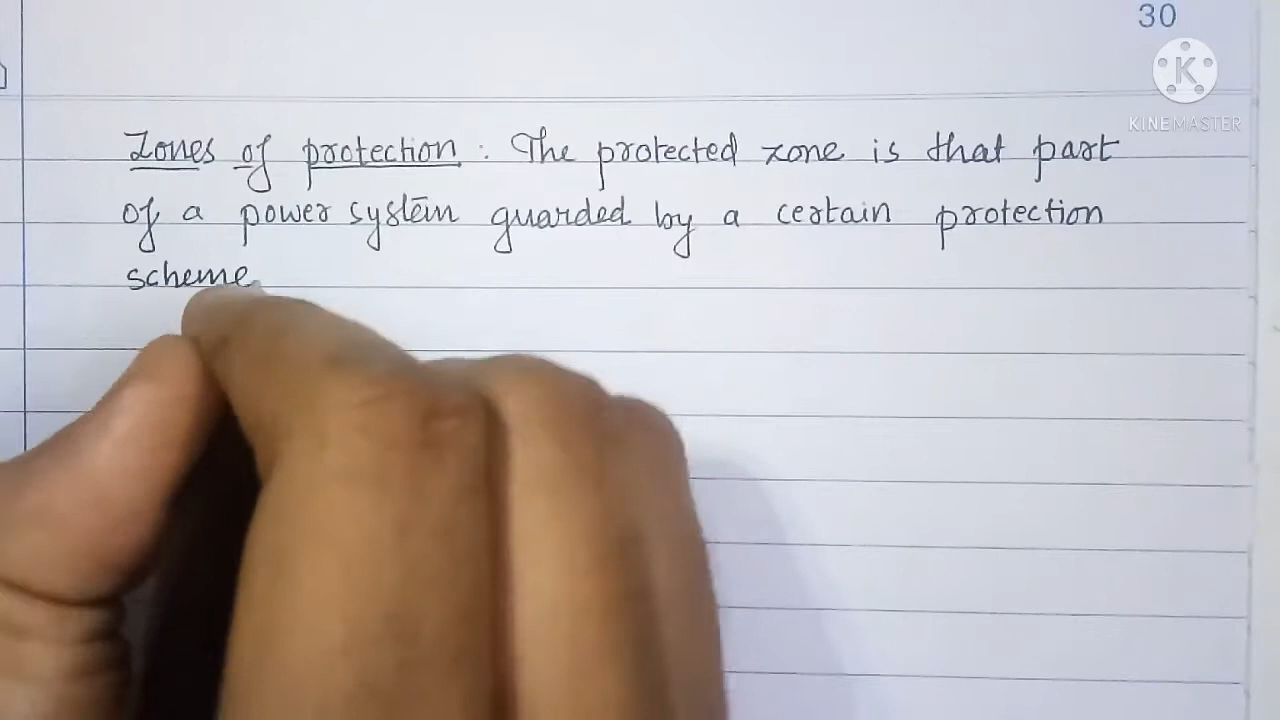 30
K
KINEMASTER
Zones of protection : The protected zone is that part
of a power system guarded by a certain protection
scheme